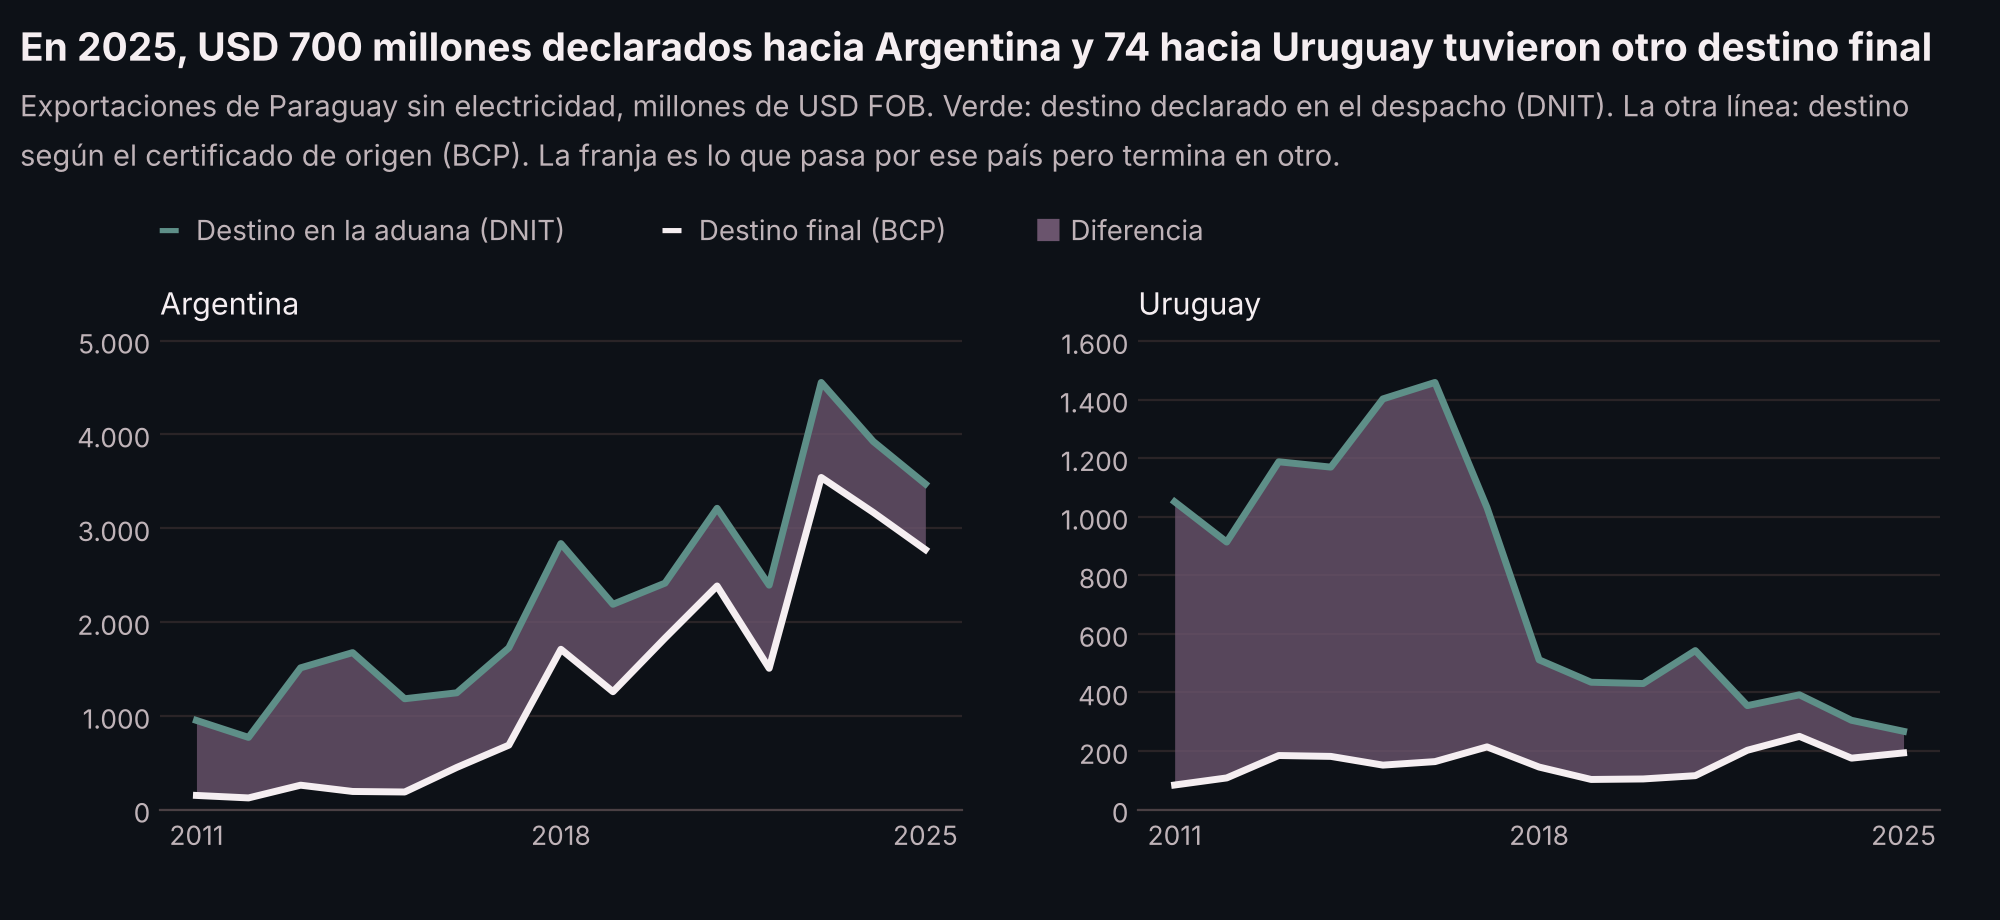 En 2025, USD 700 millones declarados hacia Argentina y 74 hacia Uruguay tuvieron otro destino final
Exportaciones de Paraguay sin electricidad, millones de USD FOB. Verde: destino declarado en el despacho (DNIT). La otra línea: destino
según el certificado de origen (BCP). La franja es lo que pasa por ese país pero termina en otro.
Destino en la aduana (DNIT) Destino final (BCP) Diferencia
Argentina
5.000
4.000
3.000
2.000
1.000
0
2011 2018 2025
Uruguay
1.600
1.400
1.200
1.000
800
600
400
200
0
2011 2018 2025